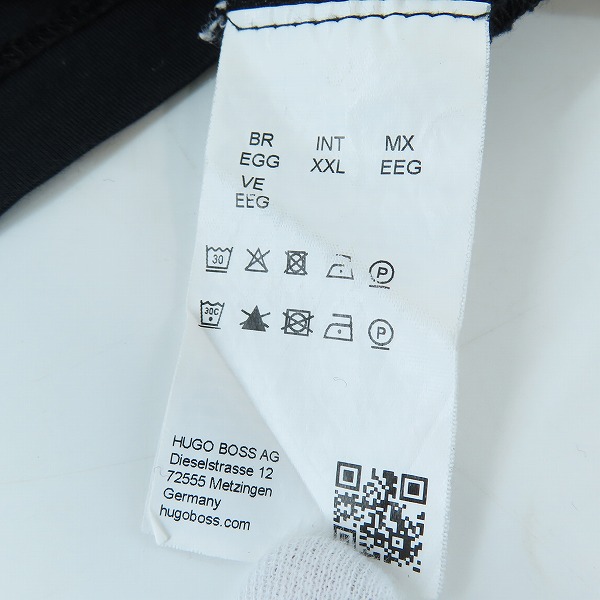 BR INT MX
EGG XXL EEG
VE
EEG
30 P
30C P
HUGO BOSS AG
Dieselstrasse 12
72555 Metzingen
Germany
hugoboss.com